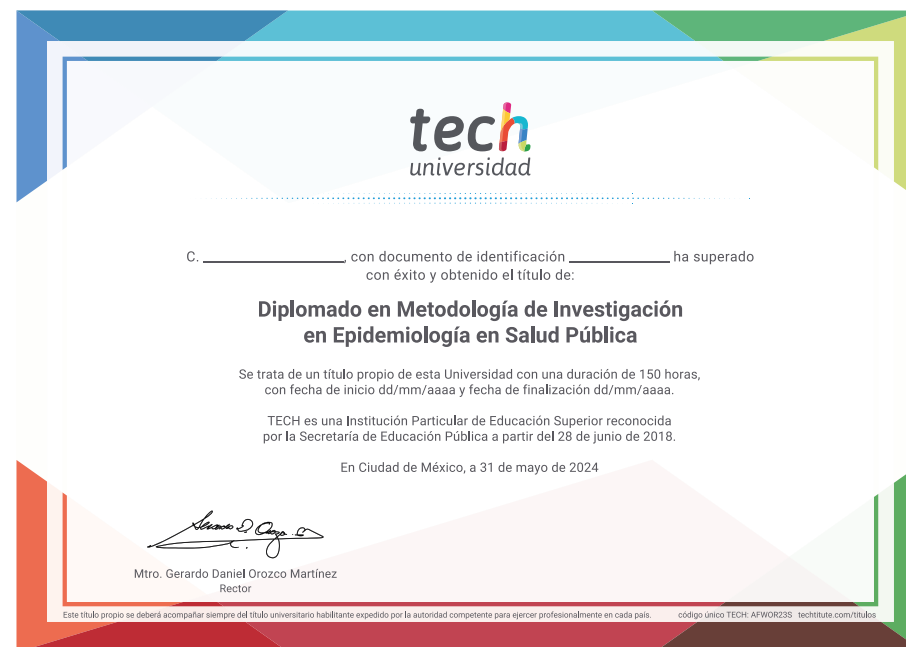 tech
universidad
C. ____________, con documento de identificación ____________ ha superado
con éxito y obtenido el título de:
Diplomado en Metodología de Investigación
en Epidemiología en Salud Pública
Se trata de un título propio de esta Universidad con una duración de 150 horas,
con fecha de inicio dd/mm/aaaa y fecha de finalización dd/mm/aaaa.
TECH es una Institución Particular de Educación Superior reconocida
por la Secretaría de Educación Pública a partir del 28 de junio de 2018.
En Ciudad de México, a 31 de mayo de 2024
Mtro. Gerardo Daniel Orozco Martínez
Rector
Este título propio se deberá acompañar siempre del título universitario habilitante expedido por la autoridad competente para ejercer profesionalmente en cada país. código único TECH: AFWOR23S techtitute.com/titulos